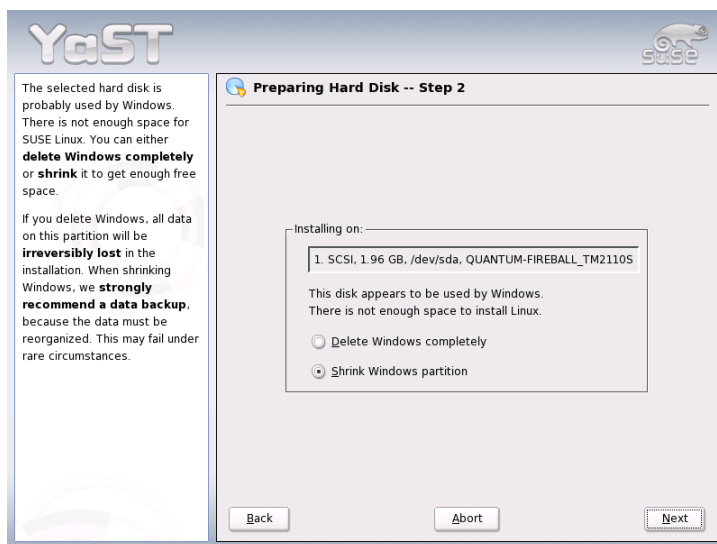 YaST
SUSE
The selected hard disk is
probably used by Windows.
There is not enough space for
SUSE Linux. You can either
delete Windows completely
or shrink it to get enough free
space.
If you delete Windows, all data
on this partition will be
irreversibly lost in the
installation. When shrinking
Windows, we strongly
recommend a data backup,
because the data must be
reorganized. This may fail under
rare circumstances.
Preparing Hard Disk -- Step 2
Installing on:
1. SCSI, 1.96 GB, /dev/sda, QUANTUM-FIREBALL_TM2110S
This disk appears to be used by Windows.
There is not enough space to install Linux.
Delete Windows completely
Shrink Windows partition
Back
Abort
Next